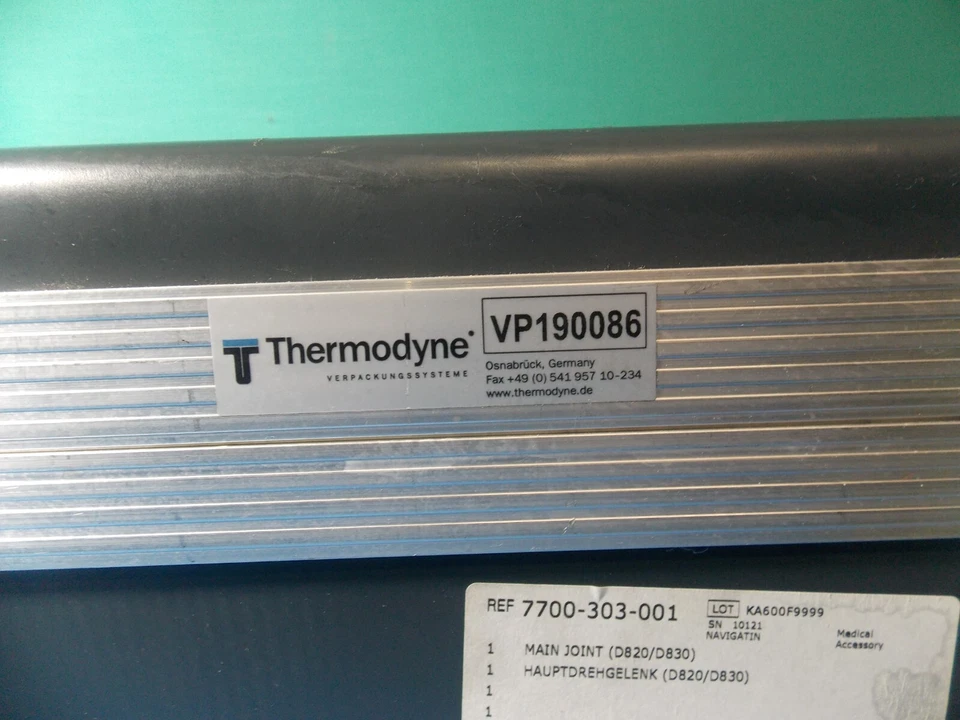 Thermodyne
VERPACKUNGSSYSTEME
VP190086
Osnabrück, Germany
Fax +49 (0) 541 957 10-234
www.thermodyne.de
REF 7700-303-001
LOT KA600F9999
SN 10121
NAVIGATIN
Medical
Accessory
1 MAIN JOINT (D820/D830)
1 HAUPTDREHGELENK (D820/D830)
1
1